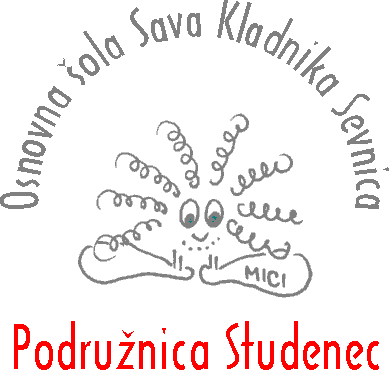 Osnovna šola Sava Kladnika Sevnica
MICI
Podružnica Studenec